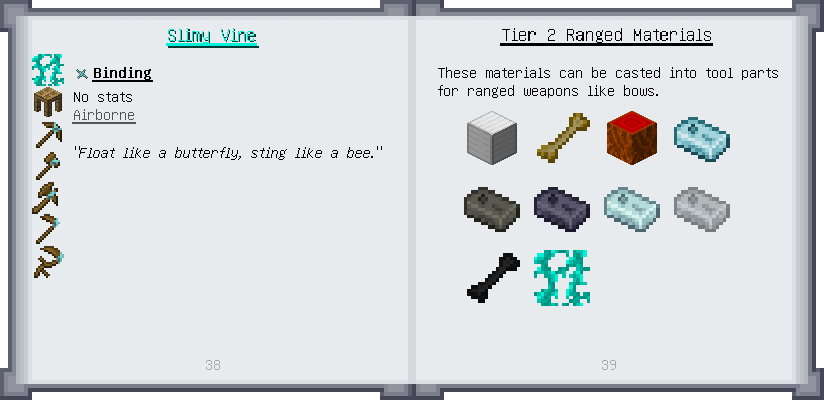 Slimy Vine
Binding
No stats
Airborne
"Float like a butterfly, sting like a bee."
38
Tier 2 Ranged Materials
These materials can be casted into tool parts
for ranged weapons like bows.
39